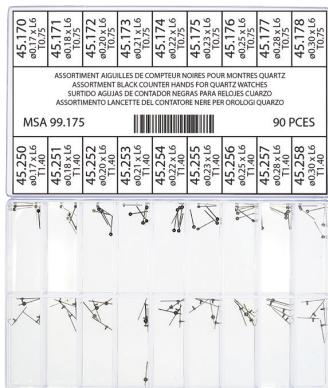 45.170
ø0.17 x L6
T0.75
45.171
ø0.18 x L6
T0.75
45.172
ø0.20 x L6
T0.75
45.173
ø0.21 x L6
T0.75
45.174
ø0.22 x L6
T0.75
45.175
ø0.23 x L6
T0.75
45.176
ø0.25 x L6
T0.75
45.177
ø0.28 x L6
T0.75
45.178
ø0.30 x L6
T0.75
ASSORTIMENT AIGUILLES DE COMPTEUR NOIRES POUR MONTRES QUARTZ
ASSORTMENT BLACK COUNTER HANDS FOR QUARTZ WATCHES
SURTIDO AGUJAS DE CONTADOR NEGRAS PARA RELOJES CUARZO
ASSORTIMENTO LANCETTE DEL CONTATORE NERE PER OROLOGI QUARZO
MSA 99.175
90 PCES
45.250
ø0.17 x L6
T1.40
45.251
ø0.18 x L6
T1.40
45.252
ø0.20 x L6
T1.40
45.253
ø0.21 x L6
T1.40
45.254
ø0.22 x L6
T1.40
45.255
ø0.23 x L6
T1.40
45.256
ø0.25 x L6
T1.40
45.257
ø0.28 x L6
T1.40
45.258
ø0.30 x L6
T1.40